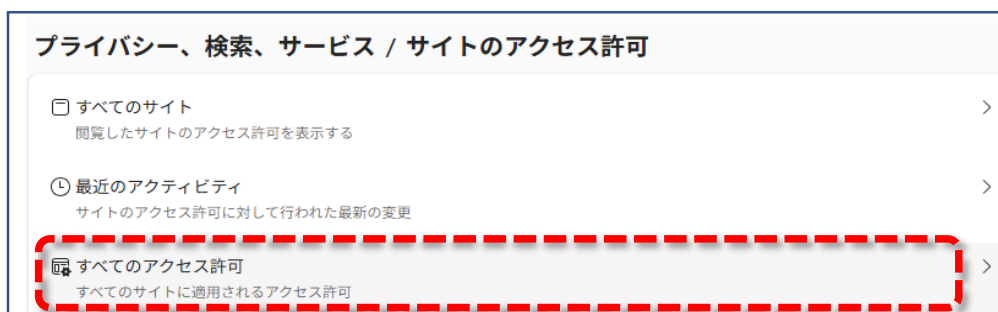 プライバシー、検索、サービス / サイトのアクセス許可
すべてのサイト
閲覧したサイトのアクセス許可を表示する
最近のアクティビティ
サイトのアクセス許可に対して行われた最新の変更
すべてのアクセス許可
すべてのサイトに適用されるアクセス許可